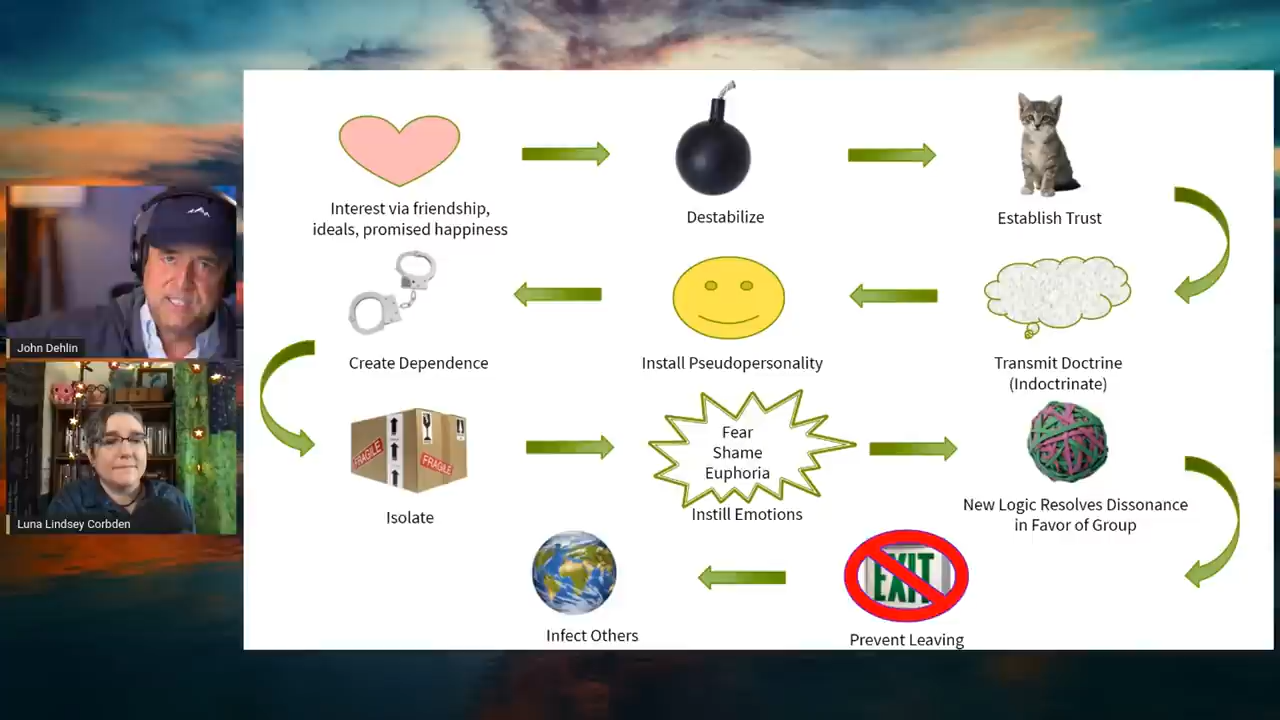 Interest via friendship,
ideals, promised happiness
Destabilize
Establish Trust
Transmit Doctrine
(Indoctrinate)
Install Pseudopersonality
Create Dependence
Isolate
FRAGILE
FRAGILE
Fear
Shame
Euphoria
Instill Emotions
New Logic Resolves Dissonance
in Favor of Group
EXIT
Prevent Leaving
Infect Others
John Dehlin
Luna Lindsey Corbden